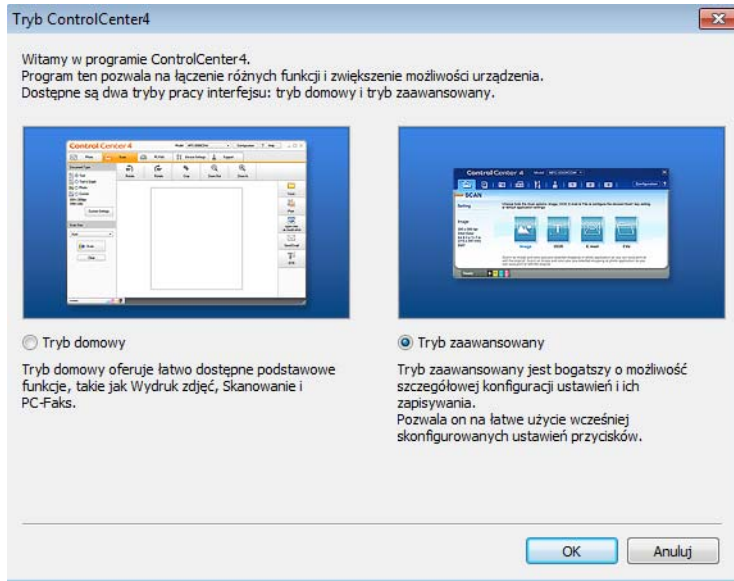 Tryb ControlCenter4
Witamy w programie ControlCenter4.
Program ten pozwala na łączenie różnych funkcji i zwiększenie możliwości urządzenia.
Dostępne są dwa tryby pracy interfejsu: tryb domowy i tryb zaawansowany.
Control Center 4
Control Center 4
SCAN
Image
OCR
E-mail
File
Tryb domowy
Tryb domowy oferuje łatwo dostępne podstawowe
funkcje, takie jak Wydruk zdjęć, Skanowanie i
PC-Faks.
Tryb zaawansowany
Tryb zaawansowany jest bogatszy o możliwość
szczegółowej konfiguracji ustawień i ich
zapisywania.
Pozwala on na łatwe użycie wcześniej
skonfigurowanych ustawień przycisków.
OK
Anuluj